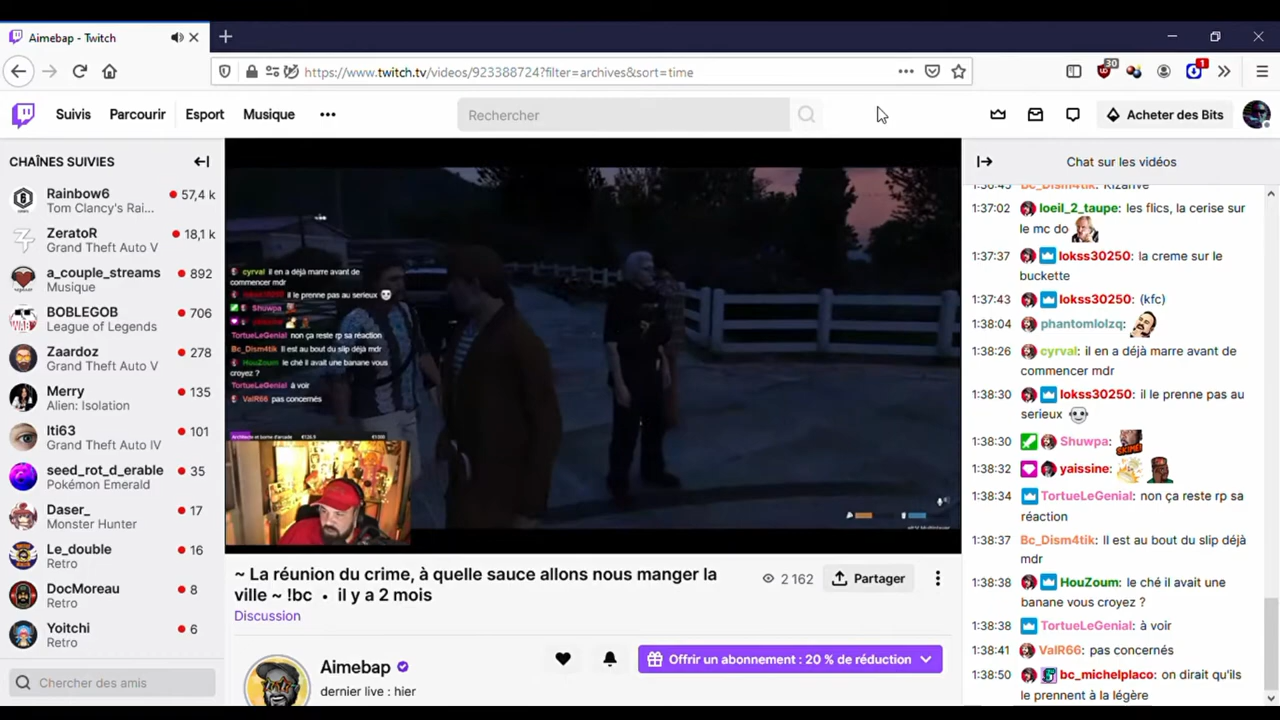 Aimebap - Twitch
https://www.twitch.tv/videos/923388724?filter=archives&sort=time
30
1
Suivis
Parcourir
Esport
Musique
Rechercher
Acheter des Bits
CHAÎNES SUIVIES
Rainbow6
57,4 k
Tom Clancy's Rai...
ZeratoR
18,1 k
Grand Theft Auto V
a_couple_streams
892
Musique
BOBLEGOB
706
League of Legends
Zaardoz
278
Grand Theft Auto V
Merry
135
Alien: Isolation
Iti63
101
Grand Theft Auto IV
seed_rot_d_erable
35
Pokémon Emerald
Daser_
17
Monster Hunter
Le_double
16
Retro
DocMoreau
8
Retro
Yoitchi
6
Retro
Chercher des amis
cyrval il en a déjà marre avant de
commencer mdr
il le prenne pas au serieux
Shuwpa
yaissine
TortueLeGenial non ça reste rp sa réaction
Bc_Dism4tik Il est au bout du slip déjà mdr
HouZoum le ché il avait une banane vous
croyez ?
TortueLeGenial à voir
ValR66 pas concernés
~ La réunion du crime, à quelle sauce allons nous manger la
ville ~ !bc • il y a 2 mois
2 162
Partager
Discussion
Aimebap
dernier live : hier
Offrir un abonnement : 20 % de réduction
Chat sur les vidéos
1:36:45 Bc_Dism4tik: Kizarive
1:37:02 loeil_2_taupe: les flics, la cerise sur
le mc do
1:37:37 lokss30250: la creme sur le
buckette
1:37:43 lokss30250: (kfc)
1:38:04 phantomlolzq:
1:38:26 cyrval: il en a déjà marre avant de
commencer mdr
1:38:30 lokss30250: il le prenne pas au
serieux
1:38:30 Shuwpa:
1:38:32 yaissine:
1:38:34 TortueLeGenial: non ça reste rp sa
réaction
1:38:37 Bc_Dism4tik: Il est au bout du slip déjà
mdr
1:38:38 HouZoum: le ché il avait une
banane vous croyez ?
1:38:38 TortueLeGenial: à voir
1:38:41 ValR66: pas concernés
1:38:50 bc_michelplaco: on dirait qu'ils
le prennent à la légère